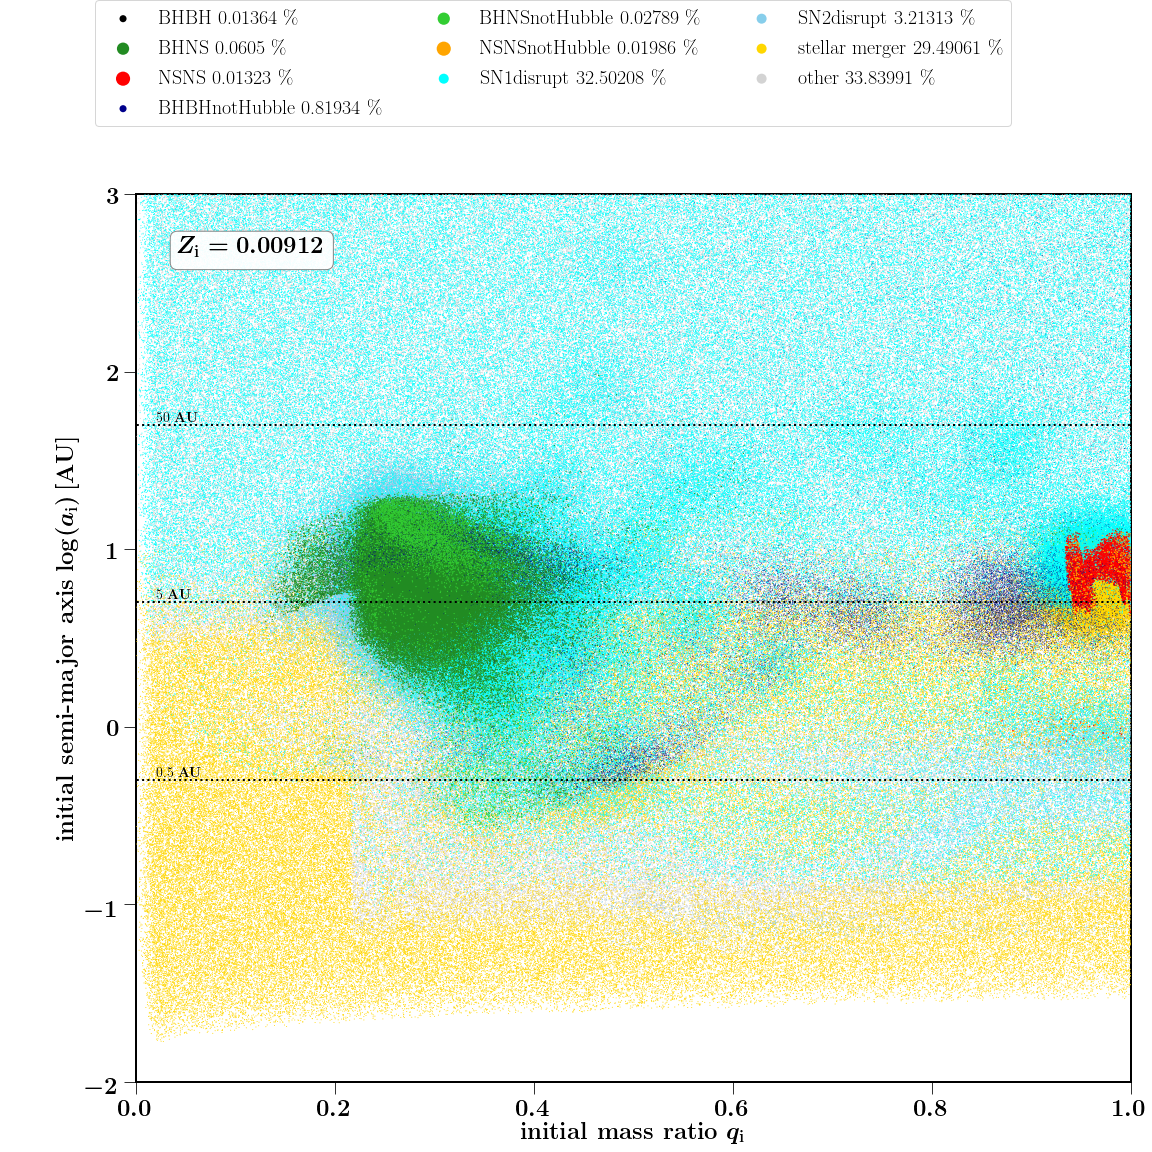 BHBH 0.01364 %
BHNS 0.0605 %
NSNS 0.01323 %
BHBHnotHubble 0.81934 %
BHNSnotHubble 0.02789 %
NSNSnotHubble 0.01986 %
SN1disrupt 32.50208 %
SN2disrupt 3.21313 %
stellar merger 29.49061 %
other 33.83991 %
Zᵢ = 0.00912
50 AU
5 AU
0.5 AU
3
2
1
0
−1
−2
initial semi-major axis log(aᵢ) [AU]
0.0 0.2 0.4 0.6 0.8 1.0
initial mass ratio qᵢ